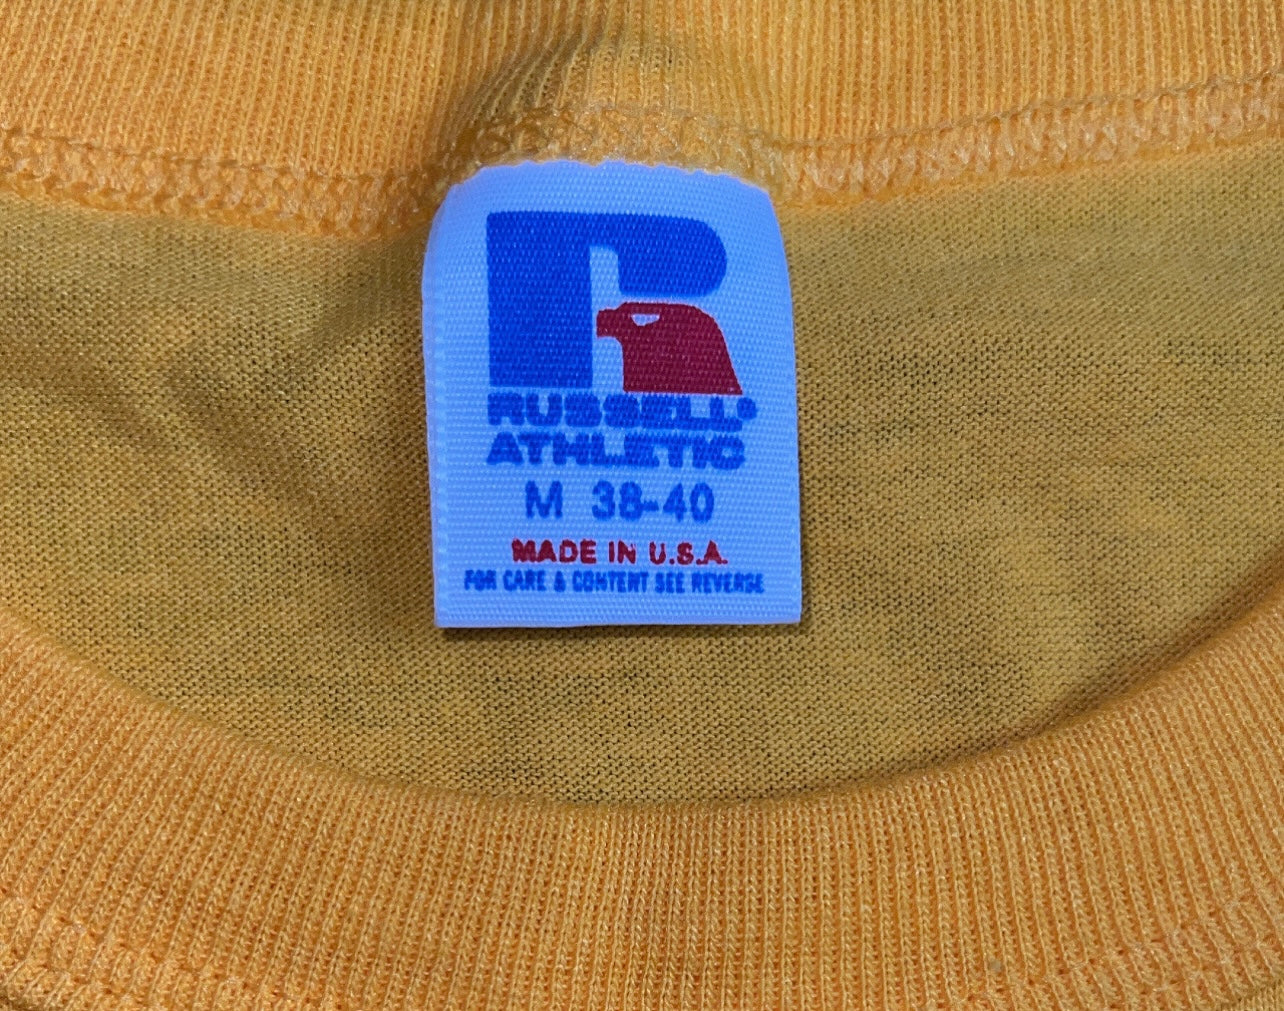 RUSSELL®
ATHLETIC
M 38-40
MADE IN U.S.A.
FOR CARE & CONTENT SEE REVERSE